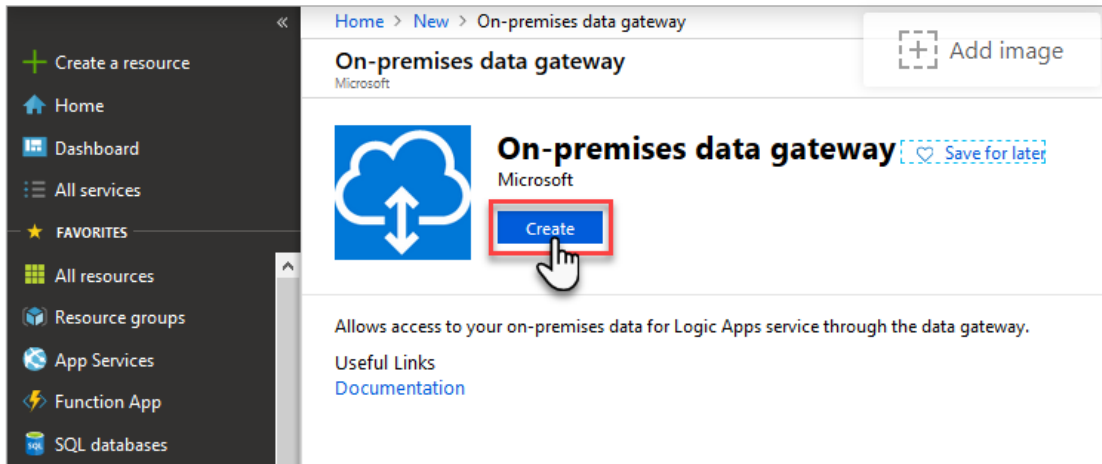 «
Create a resource
Home
Dashboard
All services
FAVORITES
All resources
Resource groups
App Services
Function App
SQL databases
SQL
Home > New > On-premises data gateway
On-premises data gateway
Microsoft
Add image
On-premises data gateway
Save for later
Microsoft
Create
Allows access to your on-premises data for Logic Apps service through the data gateway.
Useful Links
Documentation